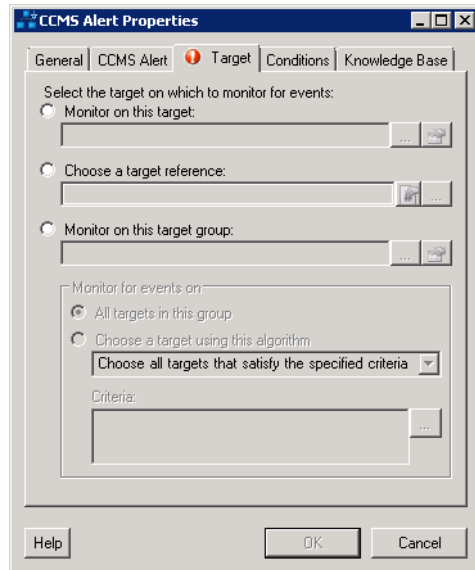 CCMS Alert Properties
General CCMS Alert Target Conditions Knowledge Base
Select the target on which to monitor for events:
Monitor on this target:
...
Choose a target reference:
...
Monitor on this target group:
...
Monitor for events on
All targets in this group
Choose a target using this algorithm
Choose all targets that satisfy the specified criteria
Criteria:
...
Help OK Cancel